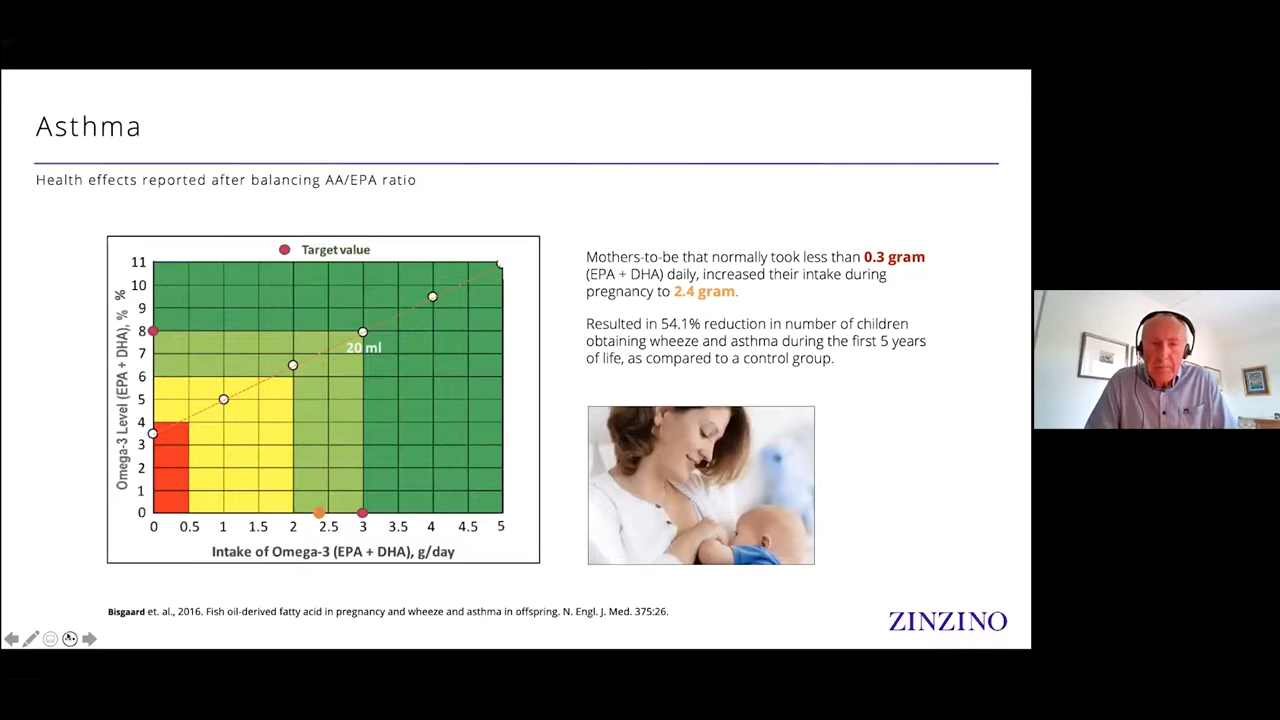 Asthma
Health effects reported after balancing AA/EPA ratio
Target value
11
10
9
8
7
6
5
4
3
2
1
0
Omega-3 Level (EPA + DHA), % %
20 ml
0 0.5 1 1.5 2 2.5 3 3.5 4 4.5 5
Intake of Omega-3 (EPA + DHA), g/day
Mothers-to-be that normally took less than 0.3 gram
(EPA + DHA) daily, increased their intake during
pregnancy to 2.4 gram.
Resulted in 54.1% reduction in number of children
obtaining wheeze and asthma during the first 5 years
of life, as compared to a control group.
Bisgaard et. al., 2016. Fish oil-derived fatty acid in pregnancy and wheeze and asthma in offspring. N. Engl. J. Med. 375:26.
ZINZINO